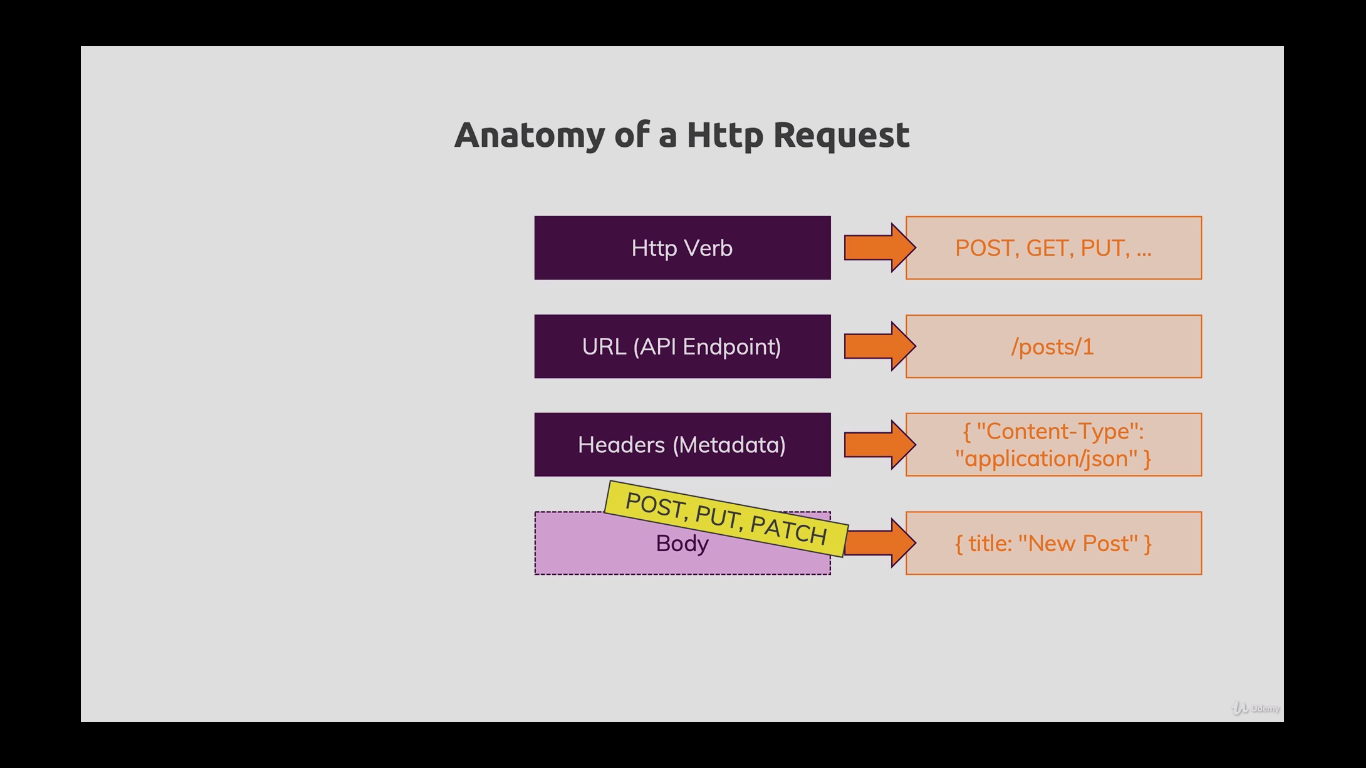 Anatomy of a Http Request
Http Verb
POST, GET, PUT, ...
URL (API Endpoint)
/posts/1
Headers (Metadata)
{ "Content-Type":
"application/json" }
POST, PUT, PATCH
Body
{ title: "New Post" }
Udemy